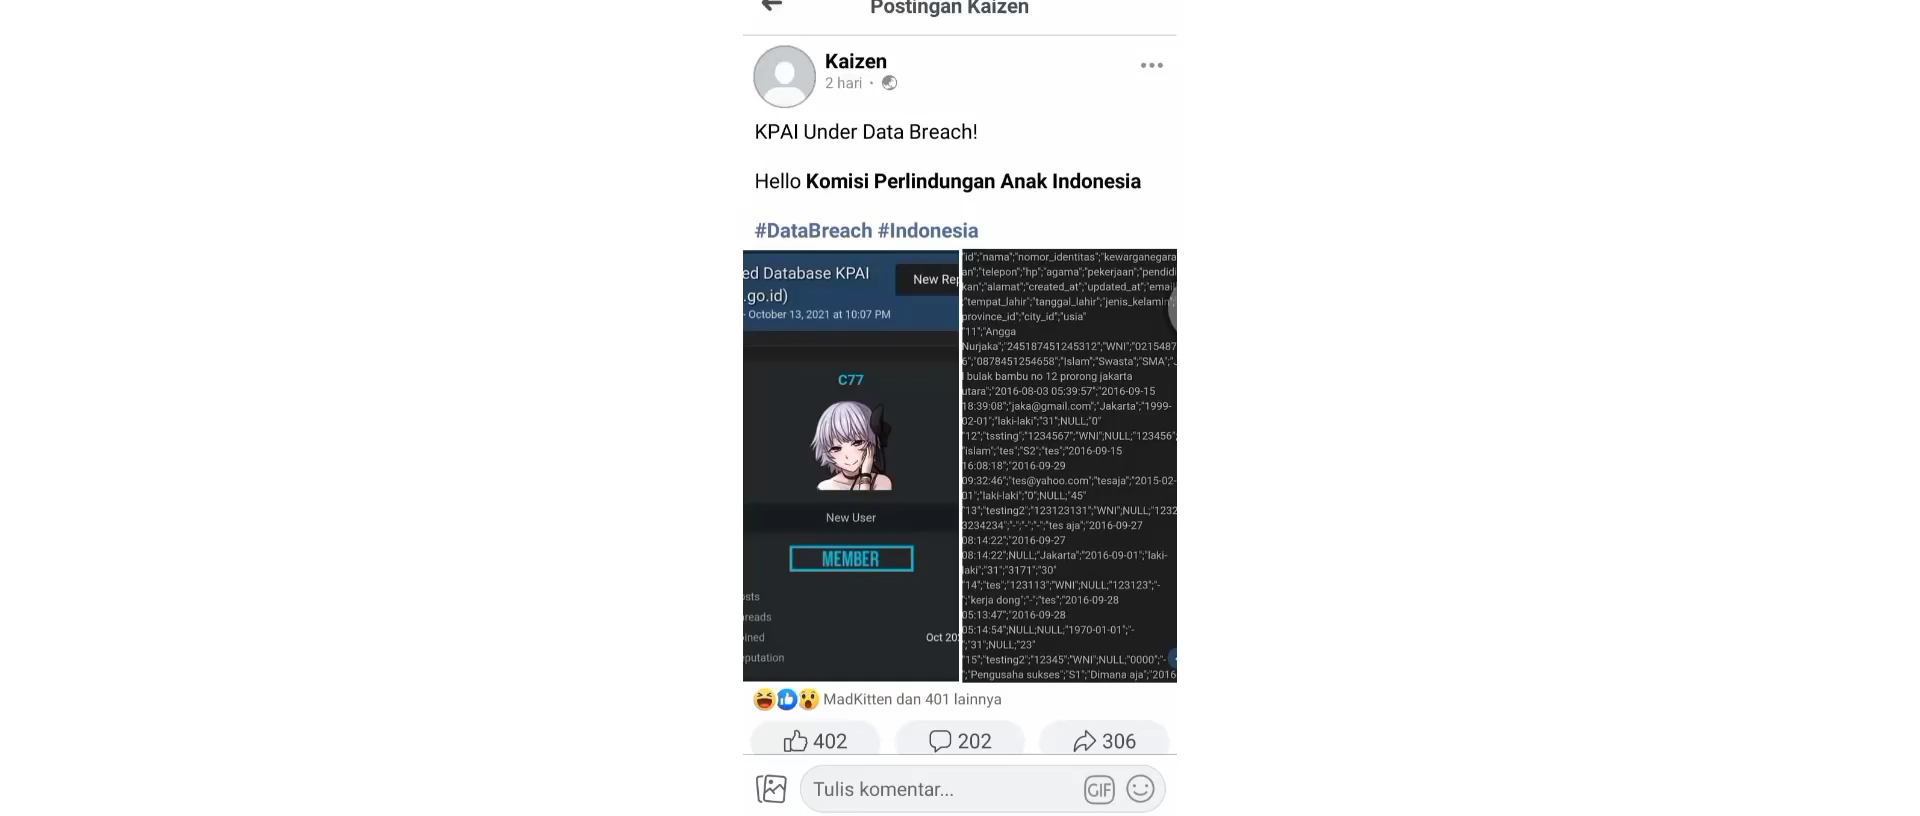 Postingan Kaizen
Kaizen
2 hari
KPAI Under Data Breach!
Hello Komisi Perlindungan Anak Indonesia
#DataBreach #Indonesia
ed Database KPAI
.go.id)
New Rep
- October 13, 2021 at 10:07 PM
C77
New User
MEMBER
osts
reads
ined
Oct 20
putation
"id";"nama";"nomor_identitas";"kewarganegara
an";"telepon";"hp";"agama";"pekerjaan";"pendidi
kan";"alamat";"created_at";"updated_at";"email
;"tempat_lahir";"tanggal_lahir";"jenis_kelamin";
province_id";"city_id";"usia"
"11";"Angga
Nurjaka";"245187451245312";"WNI";"0215487
6";"0878451254658";"Islam";"Swasta";"SMA";"J
l bulak bambu no 12 prorong jakarta
utara";"2016-08-03 05:39:57";"2016-09-15
18:39:08";"jaka@gmail.com";"Jakarta";"1999-
02-01";"laki-laki";"31";NULL;"0"
"12";"tssting";"1234567";"WNI";NULL;"123456";
"islam";"tes";"S2";"tes";"2016-09-15
16:08:18";"2016-09-29
09:32:46";"tes@yahoo.com";"tesaja";"2015-02-
01";"laki-laki";"0";NULL;"45"
"13";"testing2";"123123131";"WNI";NULL;"1232
3234234";"-";"-";"-";"tes aja";"2016-09-27
08:14:22";"2016-09-27
08:14:22";NULL;"Jakarta";"2016-09-01";"laki-
laki";"31";"3171";"30"
"14";"tes";"123113";"WNI";NULL;"123123";"-
";"kerja dong";"-";"tes";"2016-09-28
05:13:47";"2016-09-28
05:14:54";NULL;NULL;"1970-01-01";"-
";"31";NULL;"23"
"15";"testing2";"12345";"WNI";NULL;"0000";"-
";"Pengusaha sukses";"S1";"Dimana aja";"2016
MadKitten dan 401 lainnya
402
202
306
Tulis komentar...
GIF